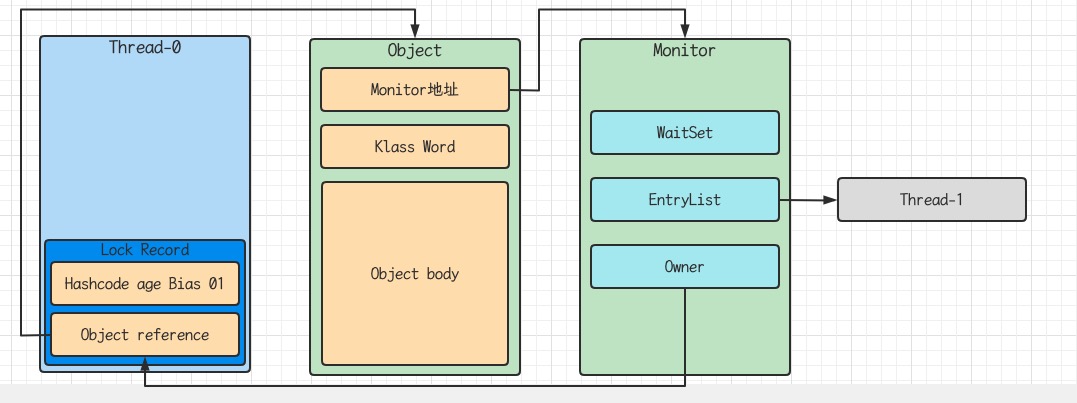 Thread-0
Lock Record
Hashcode age Bias 01
Object reference
Object
Monitor地址
Klass Word
Object body
Monitor
WaitSet
EntryList
Owner
Thread-1